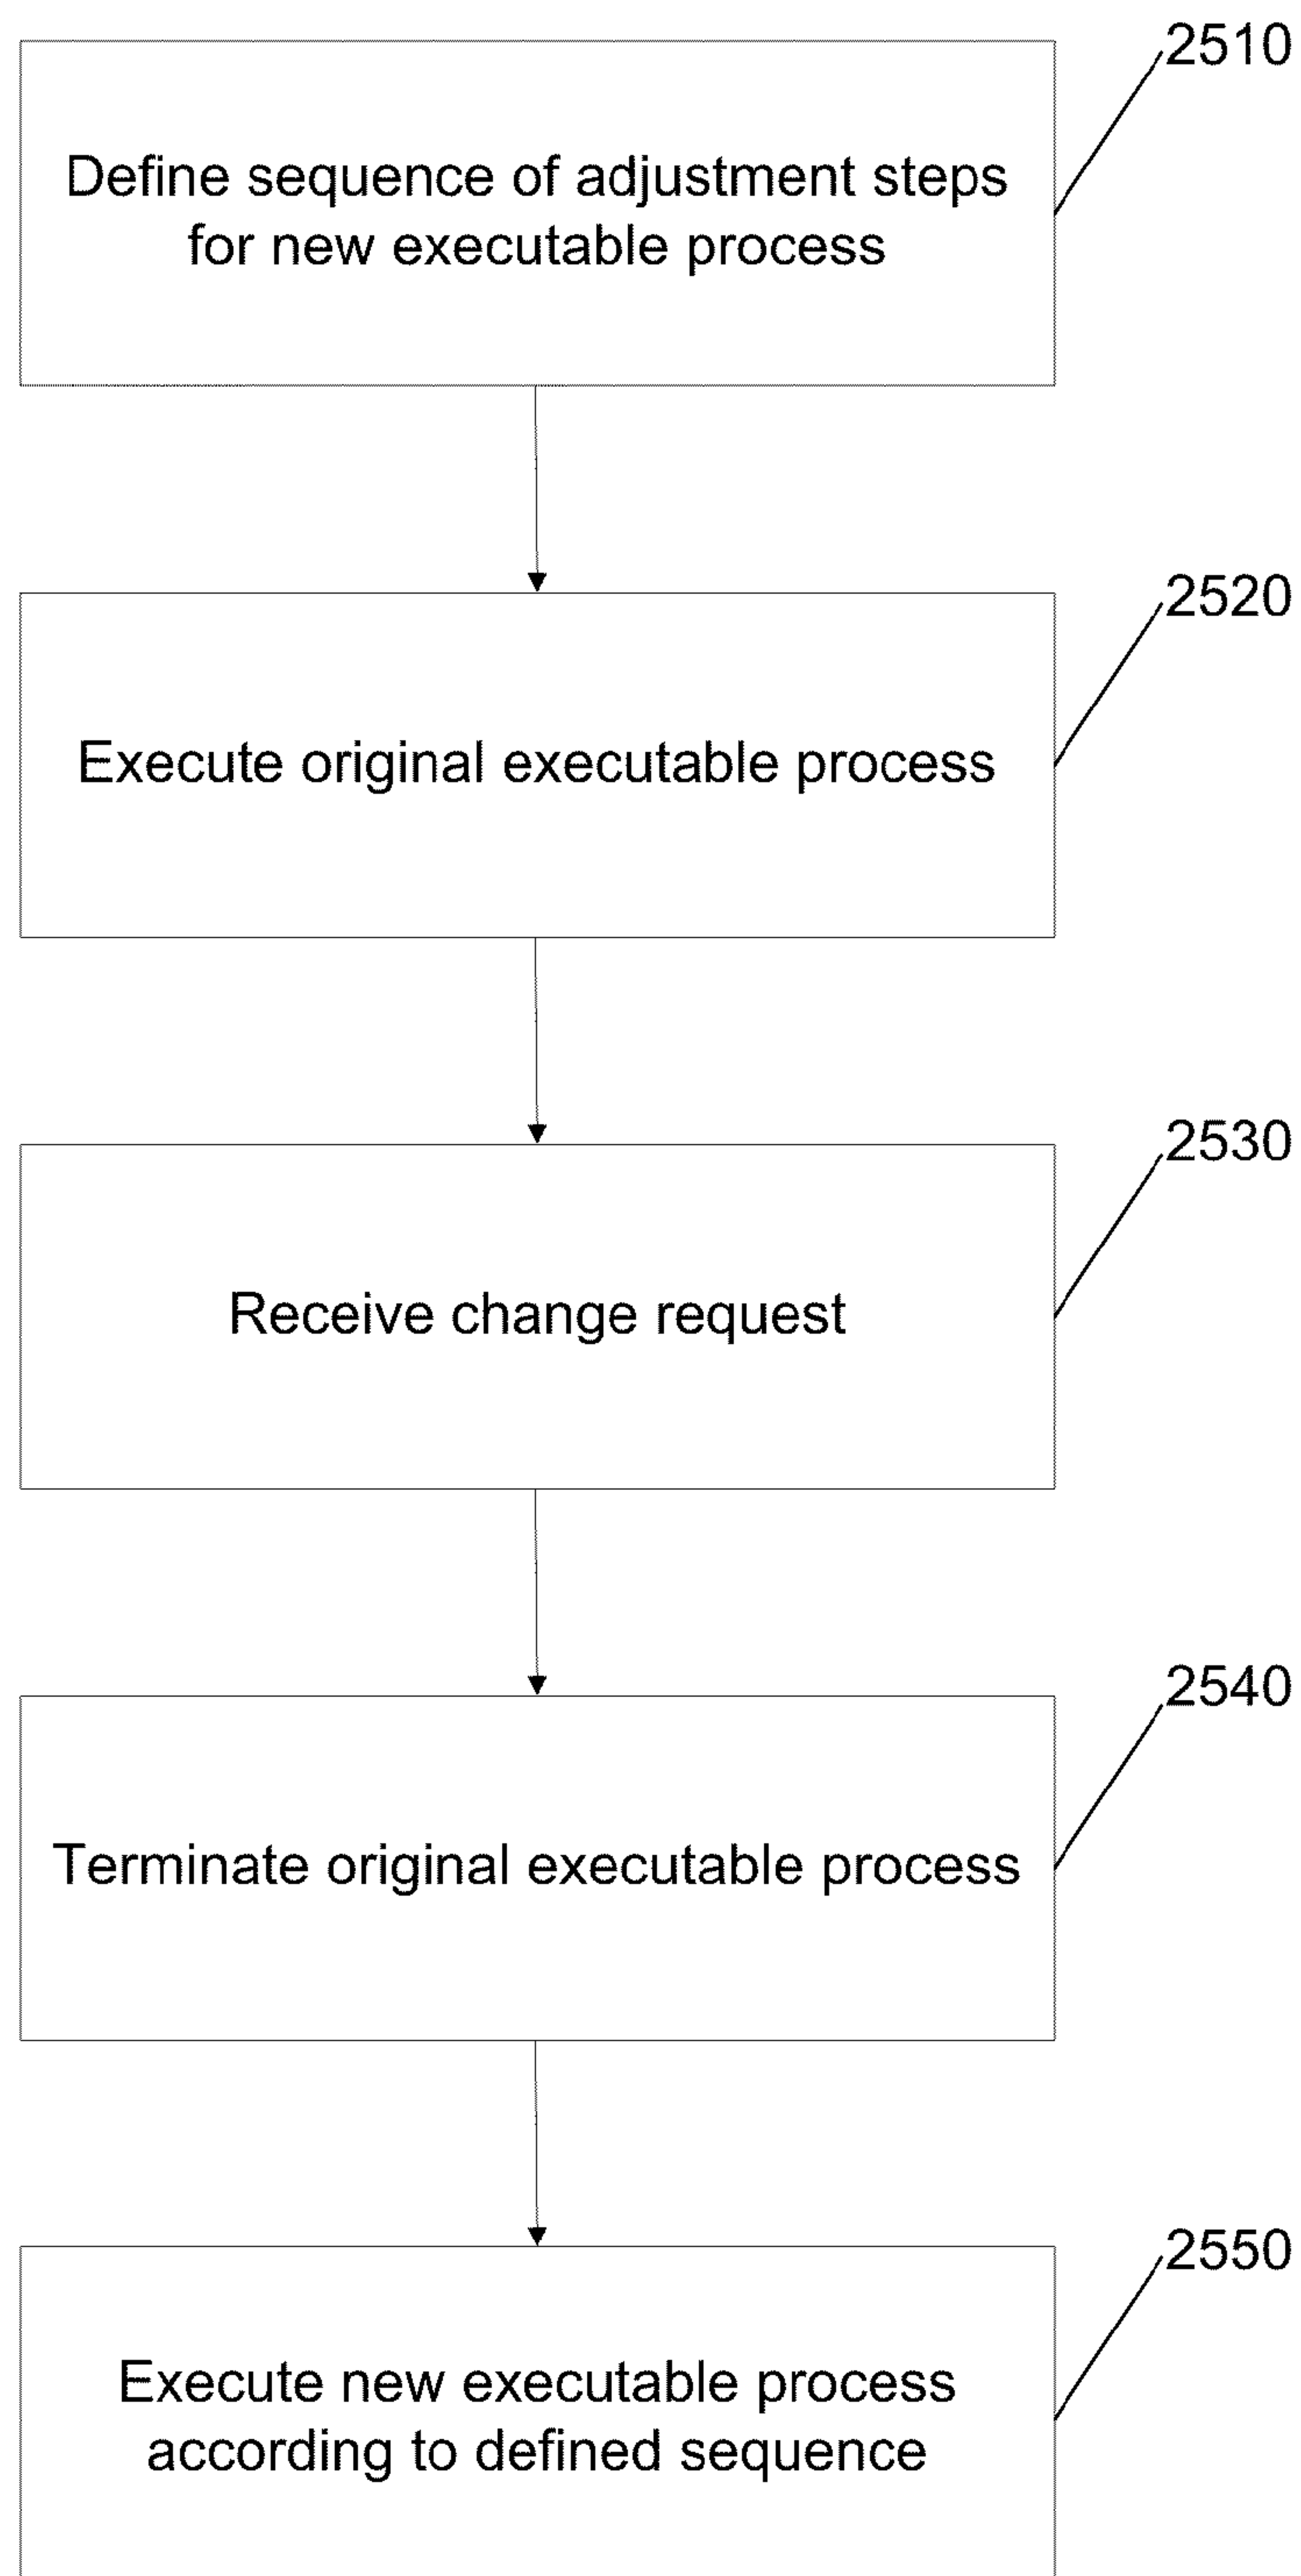 2510
Define sequence of adjustment steps
for new executable process
2520
Execute original executable process
2530
Receive change request
2540
Terminate original executable process
2550
Execute new executable process
according to defined sequence